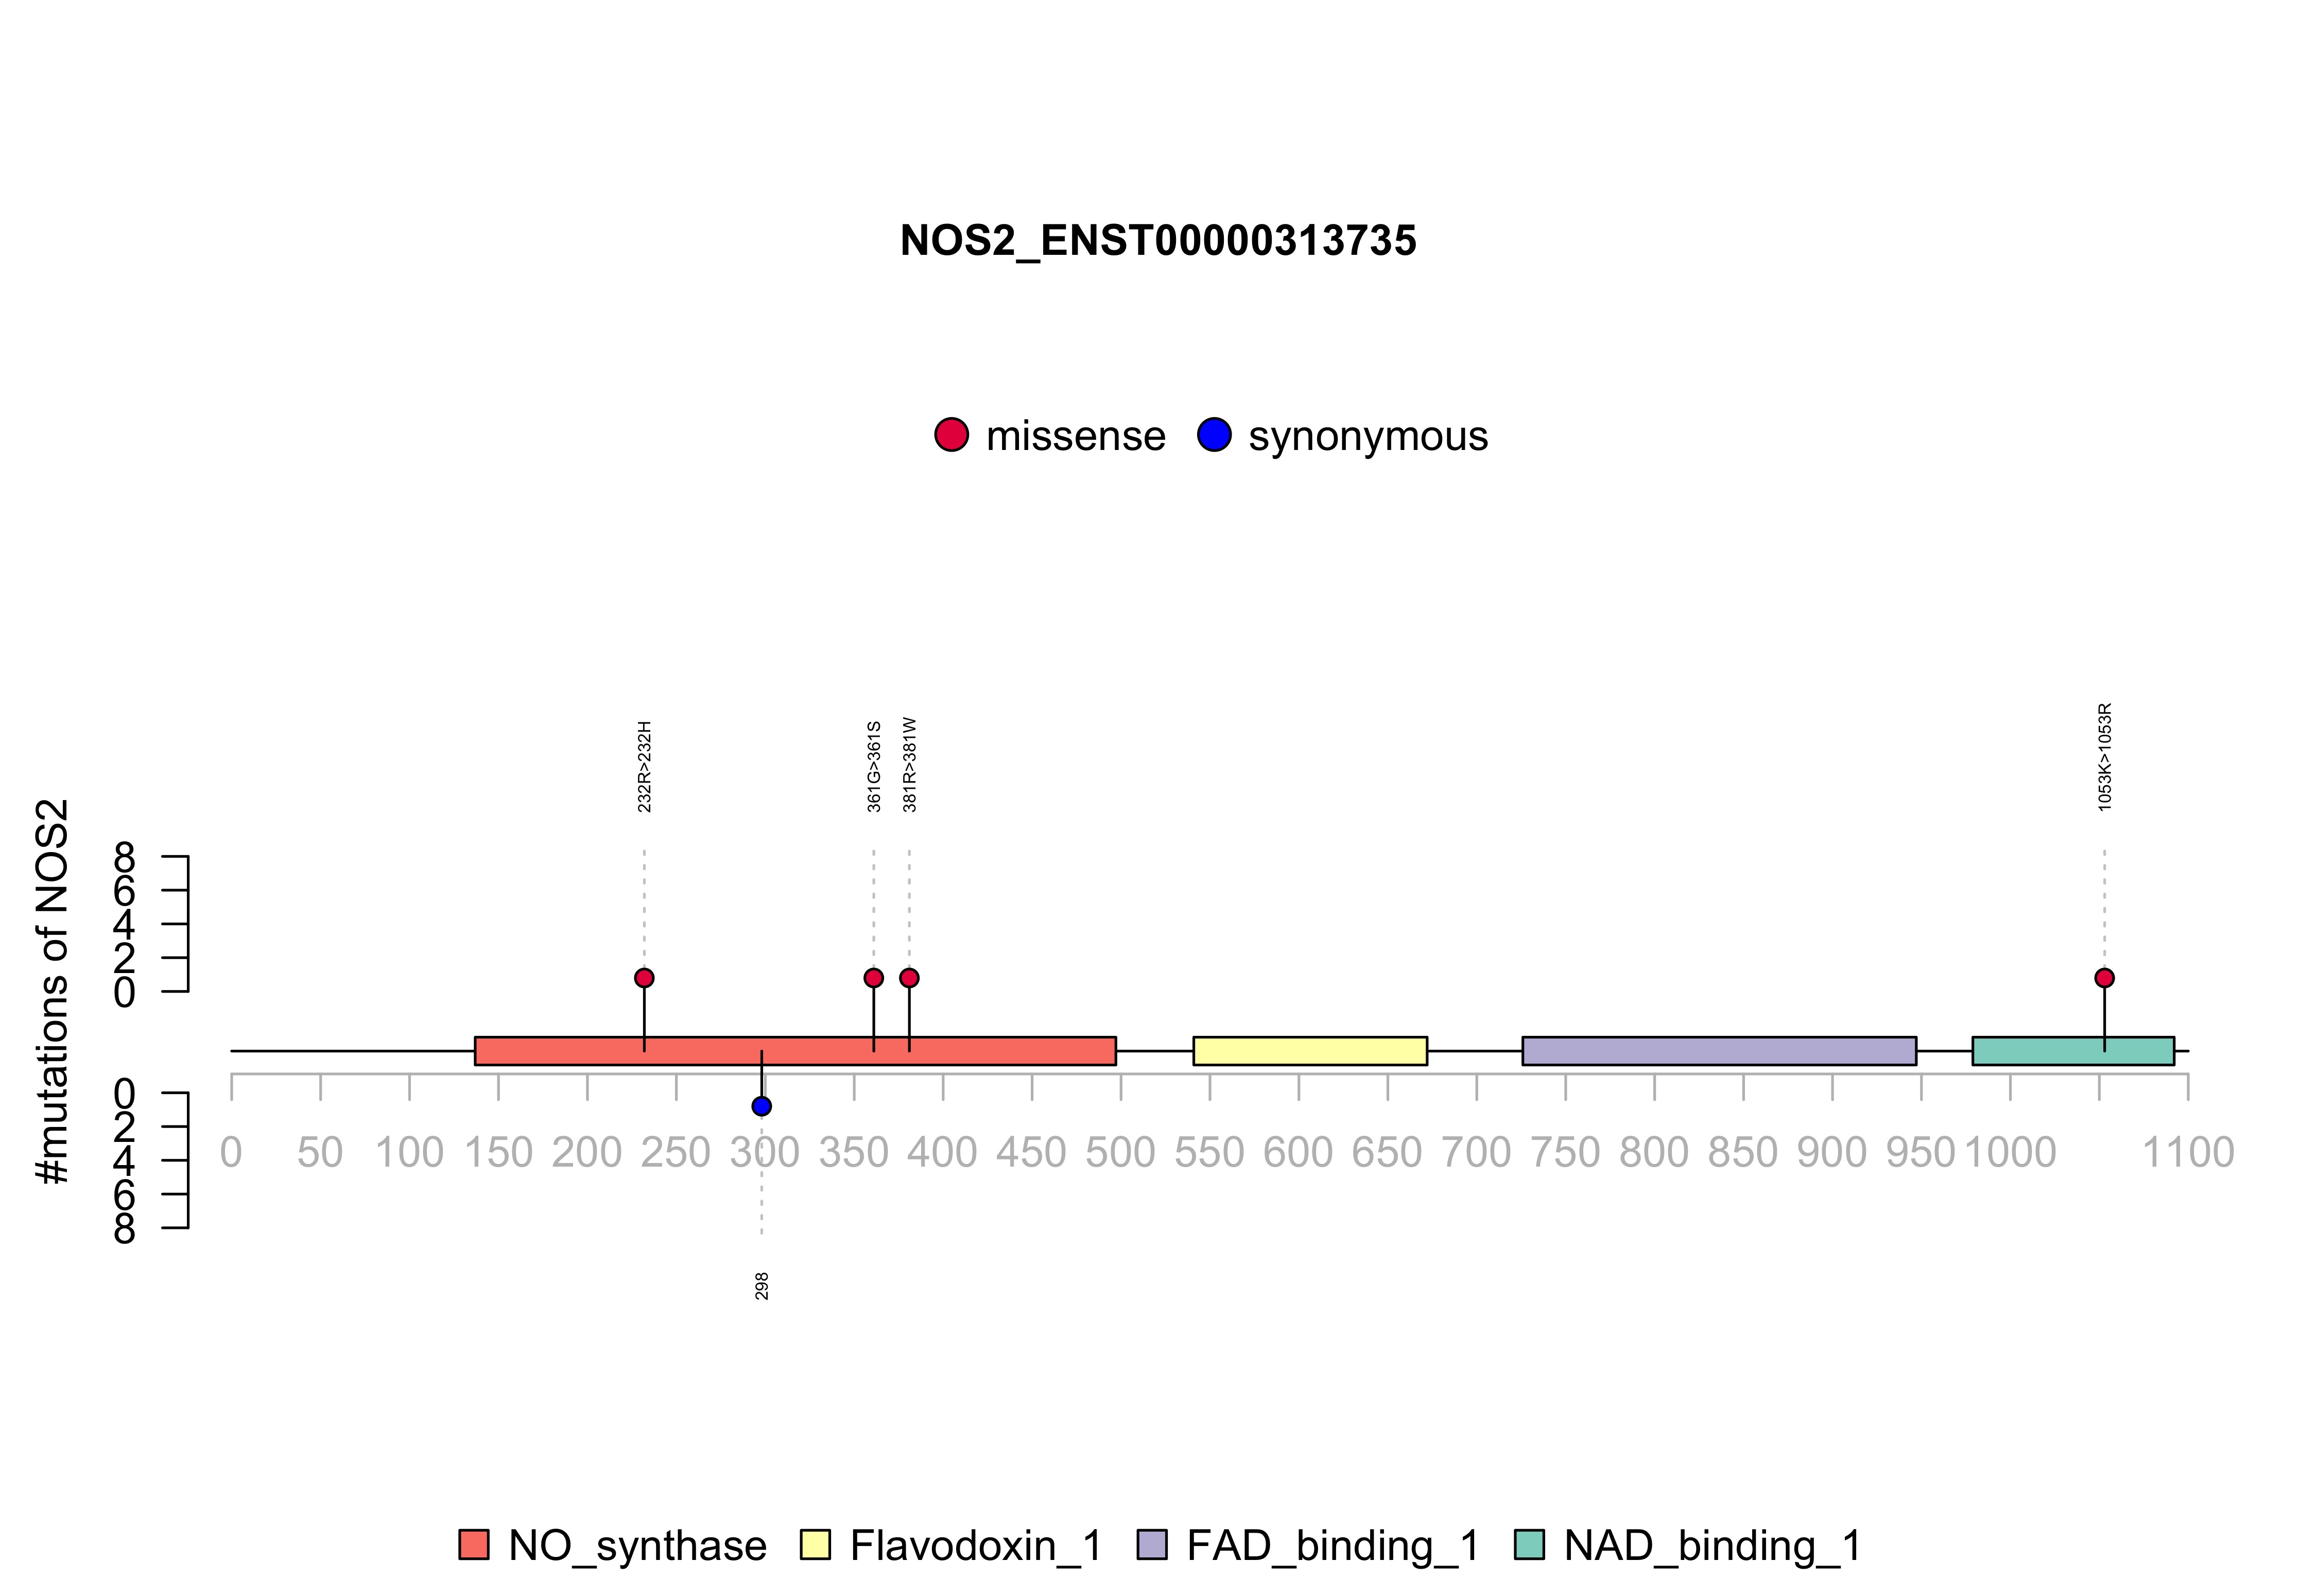 NOS2_ENST00000313735
missense synonymous
232R>232H 361G>361S 381R>381W 1053K>1053R
#mutations of NOS2
8
6
4
2
0
0
2
4
6
8
0 50 100 150 200 250 300 350 400 450 500 550 600 650 700 750 800 850 900 950 1000 1100
298
NO_synthase Flavodoxin_1 FAD_binding_1 NAD_binding_1